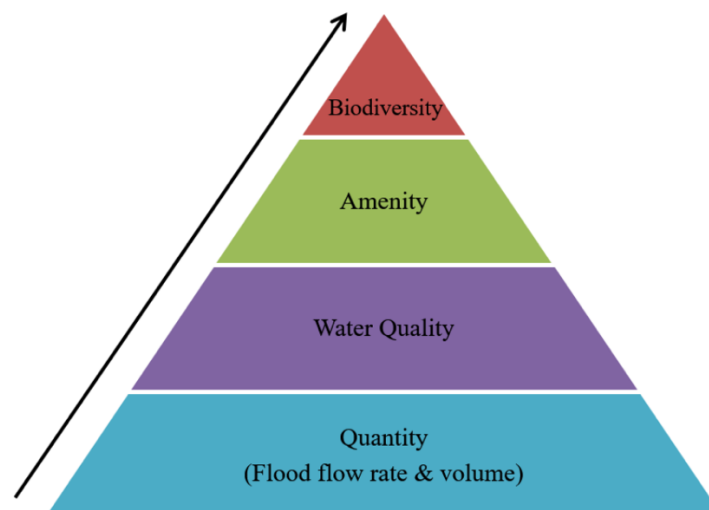 Biodiversity
Amenity
Water Quality
Quantity
(Flood flow rate & volume)